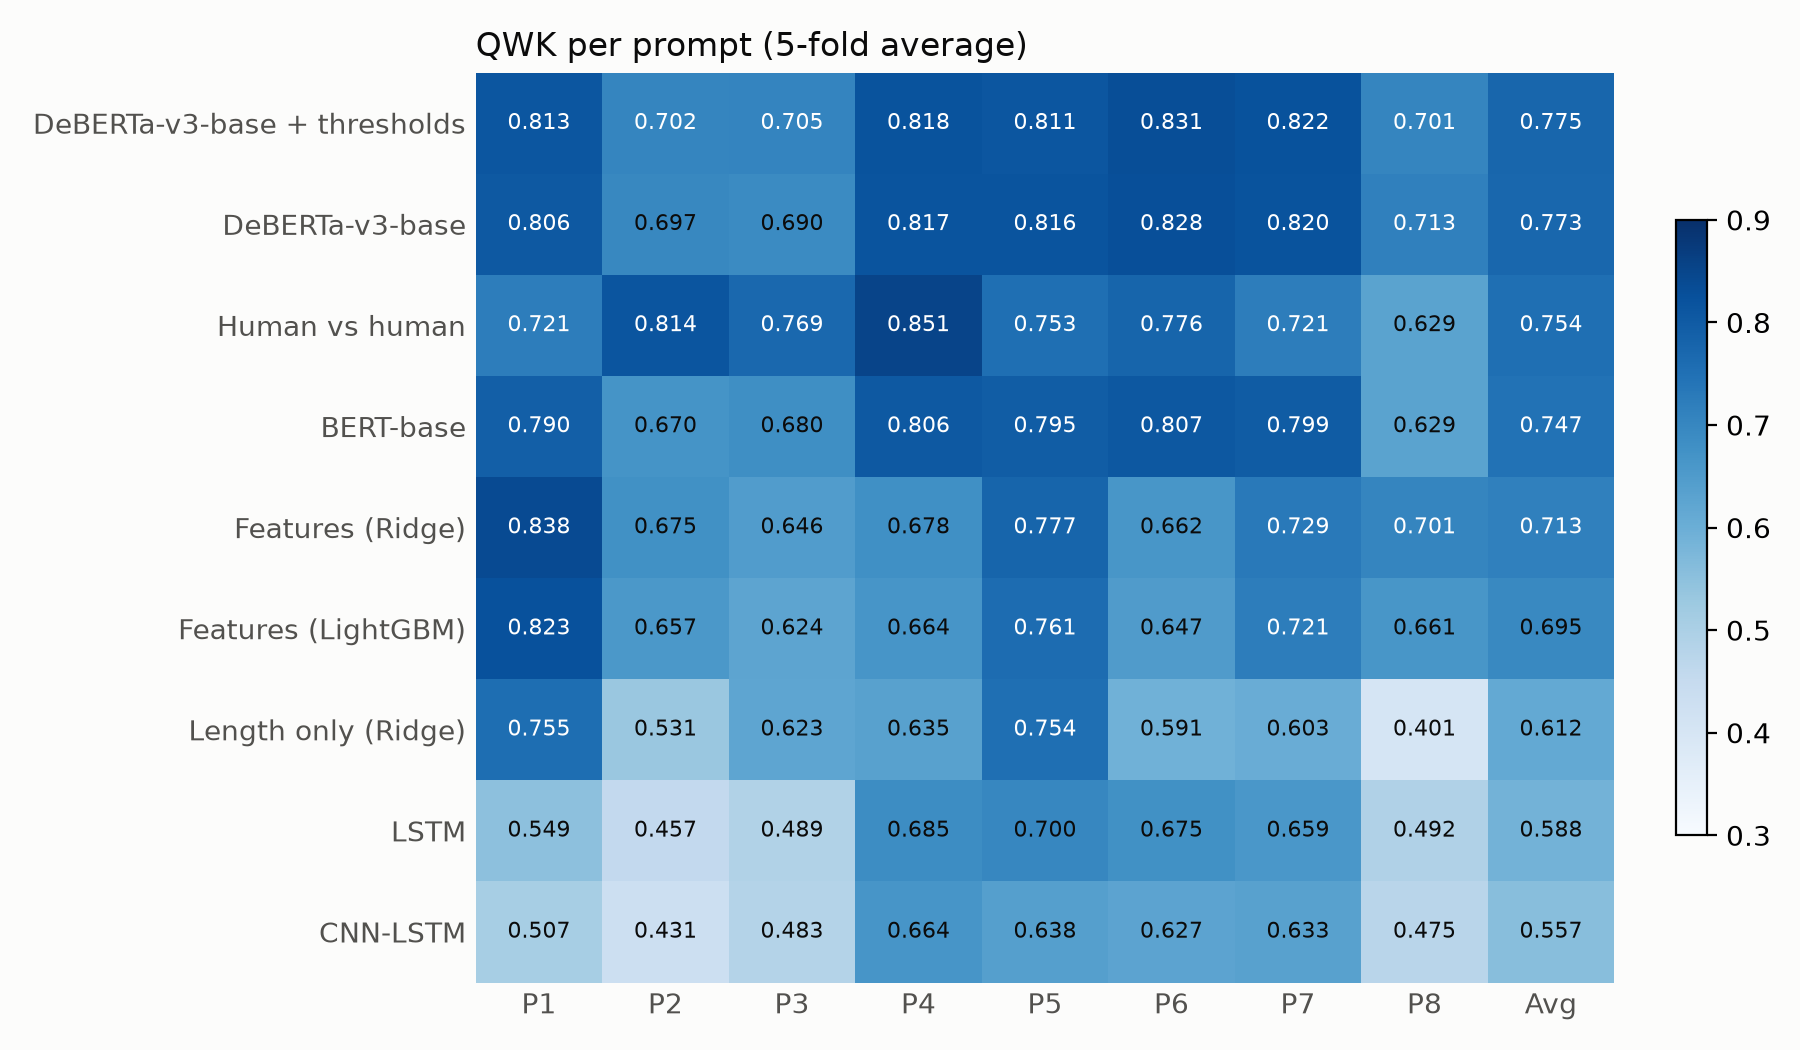 QWK per prompt (5-fold average)
DeBERTa-v3-base + thresholds 0.813 0.702 0.705 0.818 0.811 0.831 0.822 0.701 0.775
DeBERTa-v3-base 0.806 0.697 0.690 0.817 0.816 0.828 0.820 0.713 0.773
Human vs human 0.721 0.814 0.769 0.851 0.753 0.776 0.721 0.629 0.754
BERT-base 0.790 0.670 0.680 0.806 0.795 0.807 0.799 0.629 0.747
Features (Ridge) 0.838 0.675 0.646 0.678 0.777 0.662 0.729 0.701 0.713
Features (LightGBM) 0.823 0.657 0.624 0.664 0.761 0.647 0.721 0.661 0.695
Length only (Ridge) 0.755 0.531 0.623 0.635 0.754 0.591 0.603 0.401 0.612
LSTM 0.549 0.457 0.489 0.685 0.700 0.675 0.659 0.492 0.588
CNN-LSTM 0.507 0.431 0.483 0.664 0.638 0.627 0.633 0.475 0.557
P1 P2 P3 P4 P5 P6 P7 P8 Avg
0.9
0.8
0.7
0.6
0.5
0.4
0.3